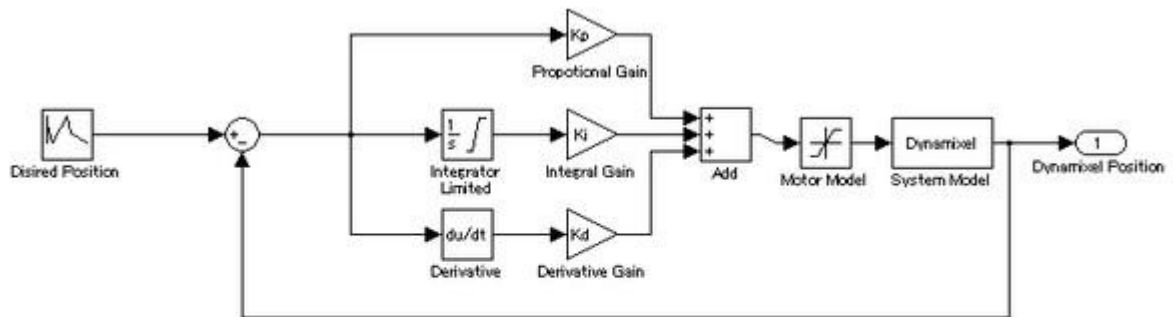 Kp
Propotional Gain
Disired Position
+
−
1
s
Integrator
Limited
Ki
Integral Gain
+
+
+
Add
Motor Model
Dynamixel
System Model
1
Dynamixel Position
du/dt
Derivative
Kd
Derivative Gain